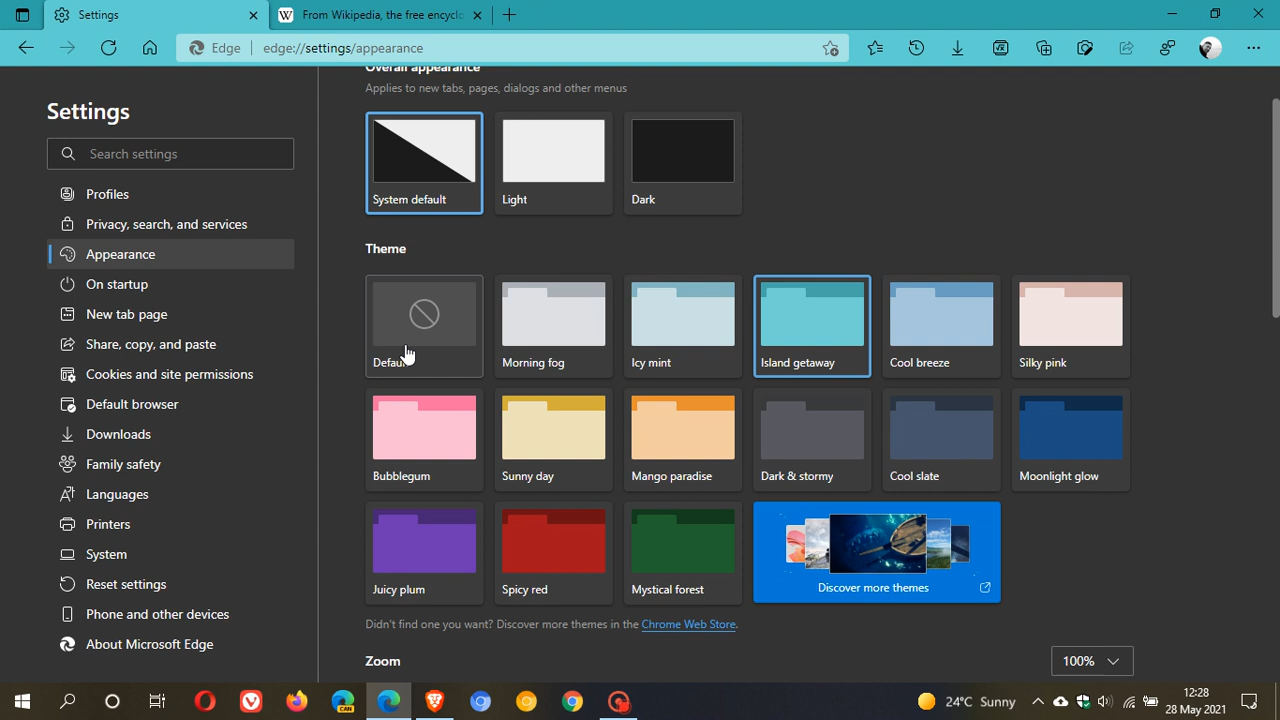 Settings
From Wikipedia, the free encyclo
Edge
edge://settings/appearance
Settings
Search settings
Profiles
Privacy, search, and services
Appearance
On startup
New tab page
Share, copy, and paste
Cookies and site permissions
Default browser
Downloads
Family safety
Languages
Printers
System
Reset settings
Phone and other devices
About Microsoft Edge
Overall appearance
Applies to new tabs, pages, dialogs and other menus
System default
Light
Dark
Theme
Default
Morning fog
Icy mint
Island getaway
Cool breeze
Silky pink
Bubblegum
Sunny day
Mango paradise
Dark & stormy
Cool slate
Moonlight glow
Juicy plum
Spicy red
Mystical forest
Discover more themes
Didn't find one you want? Discover more themes in the Chrome Web Store.
Zoom
100%
CAN
24°C Sunny
12:28
28 May 2021